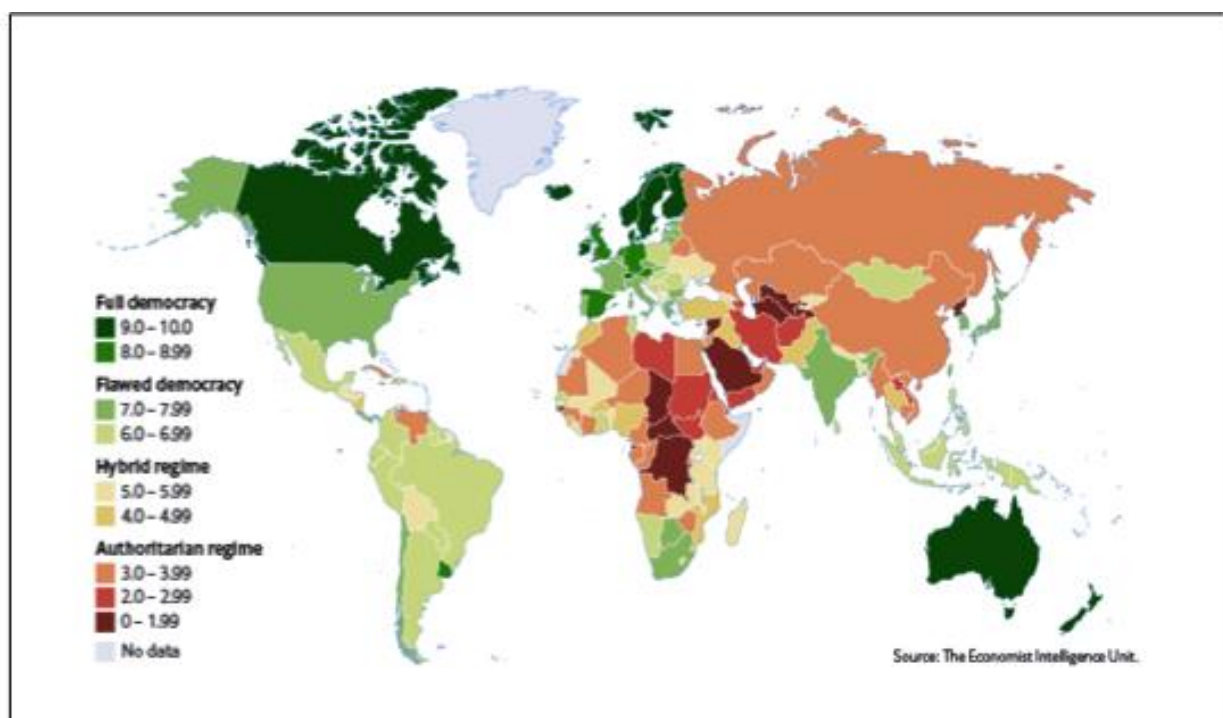 Full democracy
9.0 – 10.0
8.0 – 8.99
Flawed democracy
7.0 – 7.99
6.0 – 6.99
Hybrid regime
5.0 – 5.99
4.0 – 4.99
Authoritarian regime
3.0 – 3.99
2.0 – 2.99
0 – 1.99
No data
Source: The Economist Intelligence Unit.